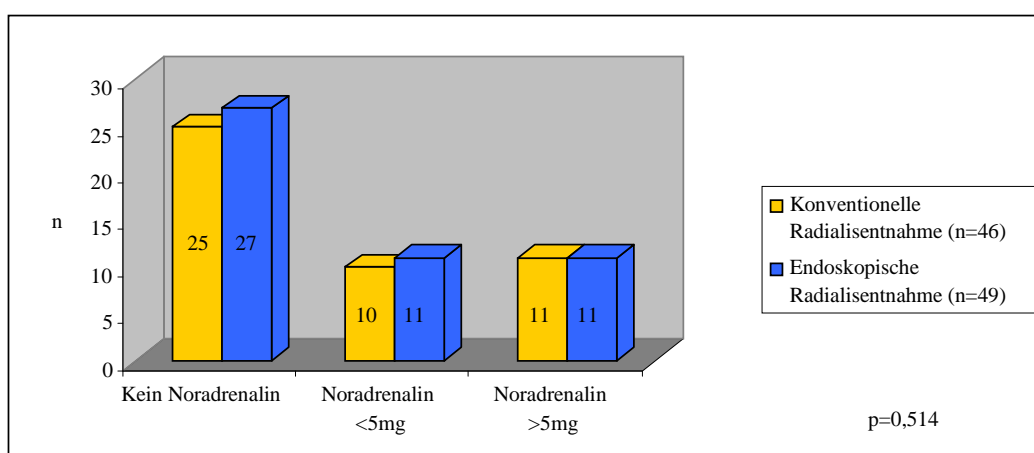 30
25
20
15
10
5
0
n
25
27
10
11
11
11
Kein Noradrenalin
Noradrenalin
<5mg
Noradrenalin
>5mg
Konventionelle
Radialisentnahme (n=46)
Endoskopische
Radialisentnahme (n=49)
p=0,514